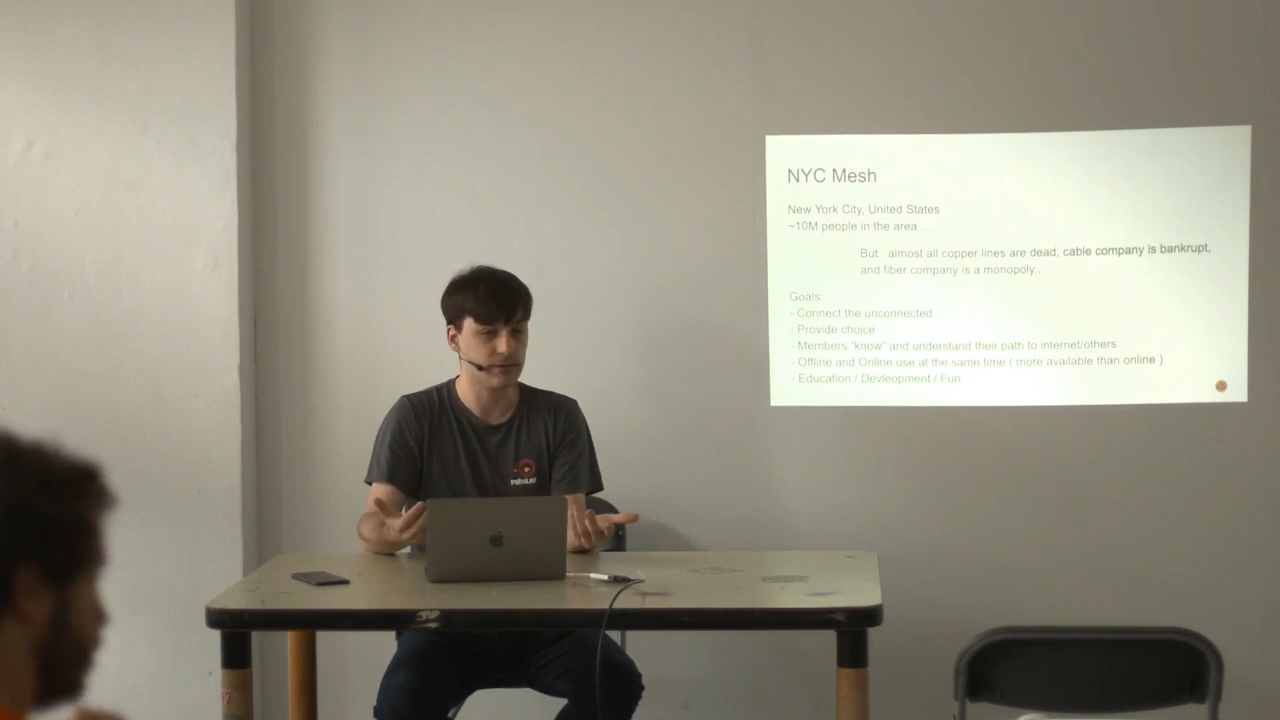 NYC Mesh
New York City, United States
~10M people in the area ...
But.. almost all copper lines are dead, cable company is bankrupt,
and fiber company is a monopoly...
Goals:
- Connect the unconnected
- Provide choice
- Members "know" and understand their path to internet/others
- Offline and Online use at the same time ( more available than online )
- Education / Devleopment / Fun